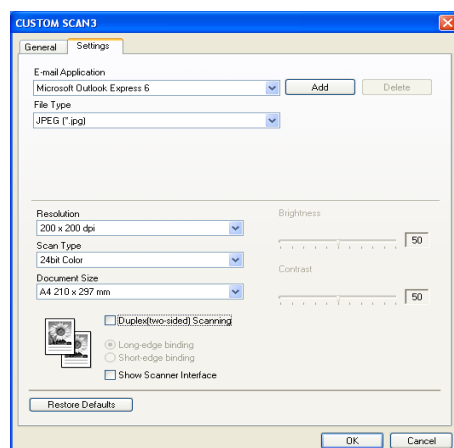 CUSTOM SCAN3
General Settings
E-mail Application
Microsoft Outlook Express 6 Add Delete
File Type
JPEG (*.jpg)
Resolution Brightness
200 x 200 dpi
50
Scan Type
24bit Color
Contrast
Document Size
A4 210 x 297 mm
50
Duplex(two-sided) Scanning
Long-edge binding
Short-edge binding
Show Scanner Interface
Restore Defaults
OK Cancel